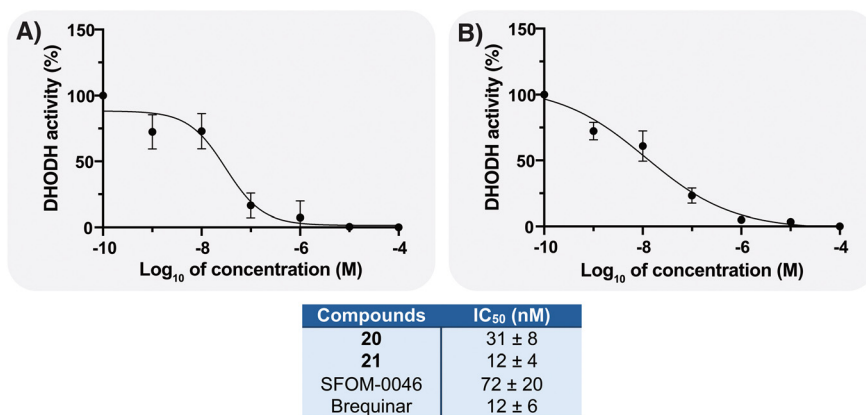 A)
150
100
50
0
DHODH activity (%)
-10 -8 -6 -4
Log10 of concentration (M)
B)
150
100
50
0
DHODH activity (%)
-10 -8 -6 -4
Log10 of concentration (M)
Compounds IC50 (nM)
20 31 ± 8
21 12 ± 4
SFOM-0046 72 ± 20
Brequinar 12 ± 6